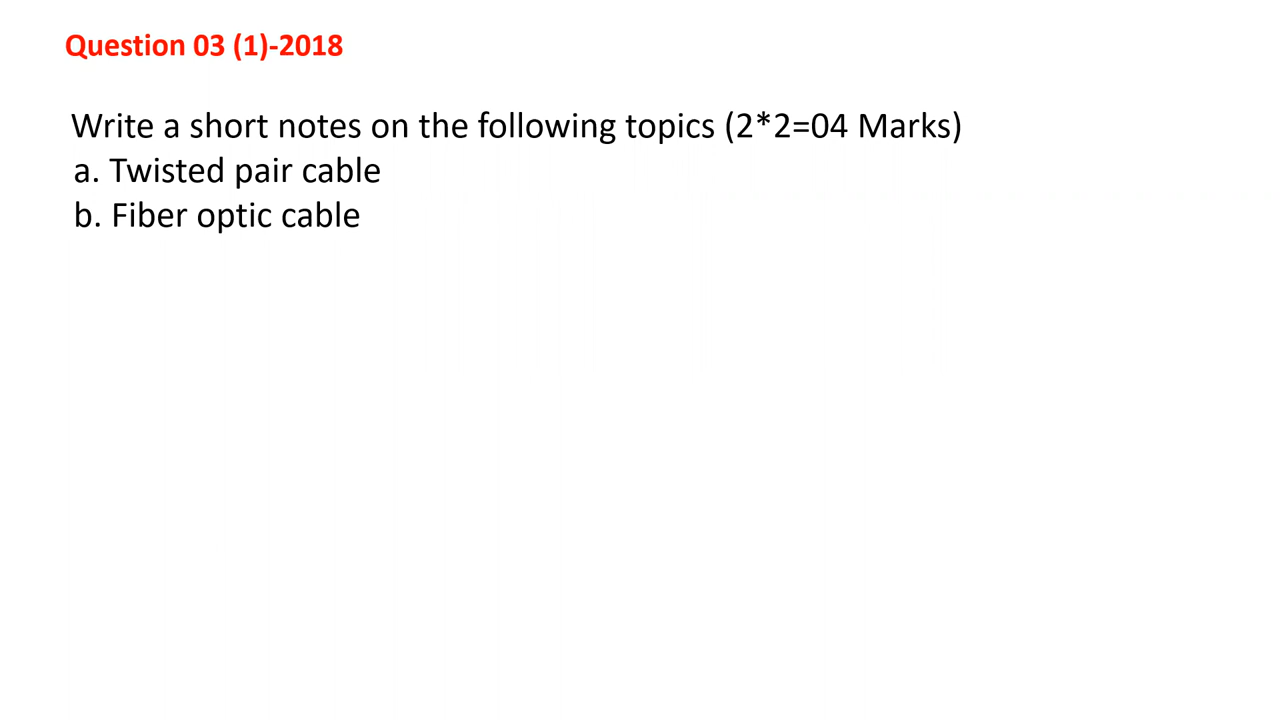 Question 03 (1)-2018
Write a short notes on the following topics (2*2=04 Marks)
a. Twisted pair cable
b. Fiber optic cable